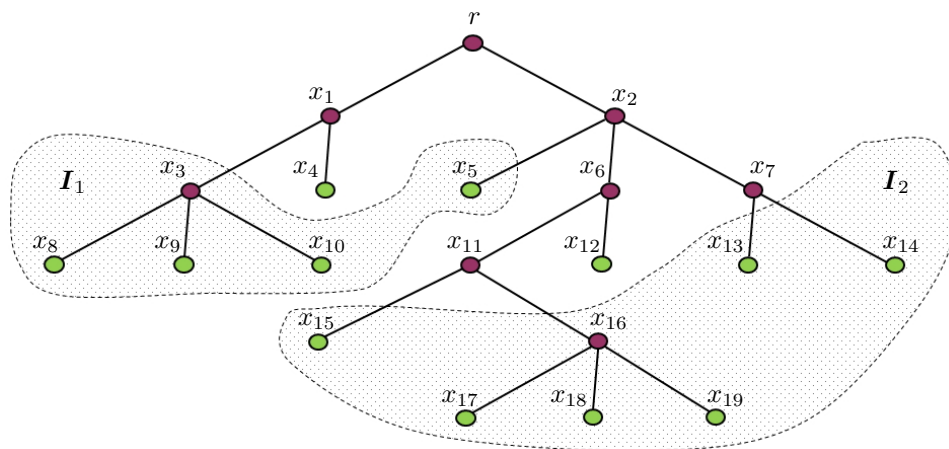 r
x₁ x₂
x₃ x₄ x₅ x₆ x₇
I₁ I₂
x₈ x₉ x₁₀ x₁₁ x₁₂ x₁₃ x₁₄
x₁₅ x₁₆
x₁₇ x₁₈ x₁₉